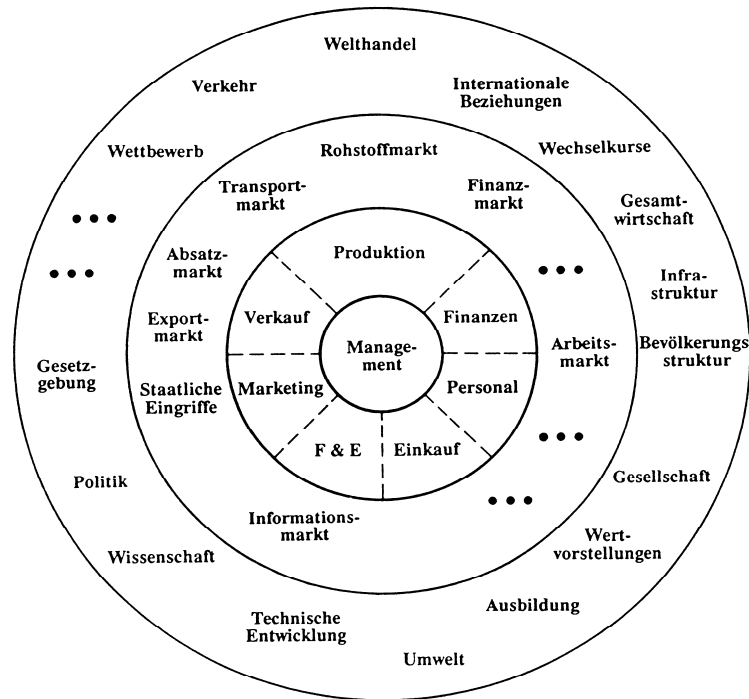 Welthandel
Verkehr
Internationale
Beziehungen
Wettbewerb
Rohstoffmarkt
Wechselkurse
Transport-
markt
Finanz-
markt
Gesamt-
wirtschaft
• • •
• • •
Absatz-
markt
Produktion
• • •
Infra-
struktur
Export-
markt
Verkauf
Finanzen
Manage-
ment
Arbeits-
markt
Bevölkerungs
struktur
Gesetz-
gebung
Staatliche
Eingriffe
Marketing
Personal
F & E
Einkauf
• • •
Politik
Gesellschaft
• • •
Informations-
markt
Wert-
vorstellungen
Wissenschaft
Ausbildung
Technische
Entwicklung
Umwelt